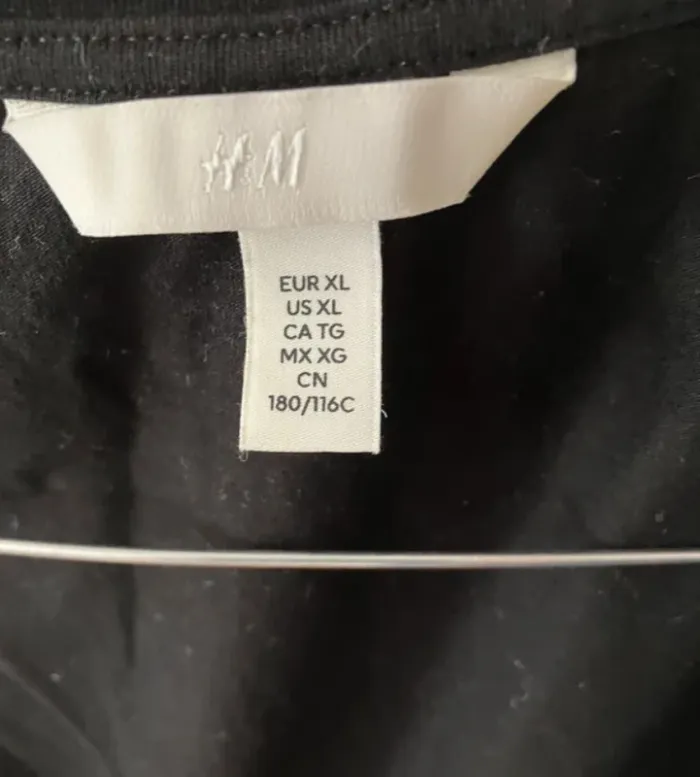 H&M
EUR XL
US XL
CA TG
MX XG
CN
180/116C